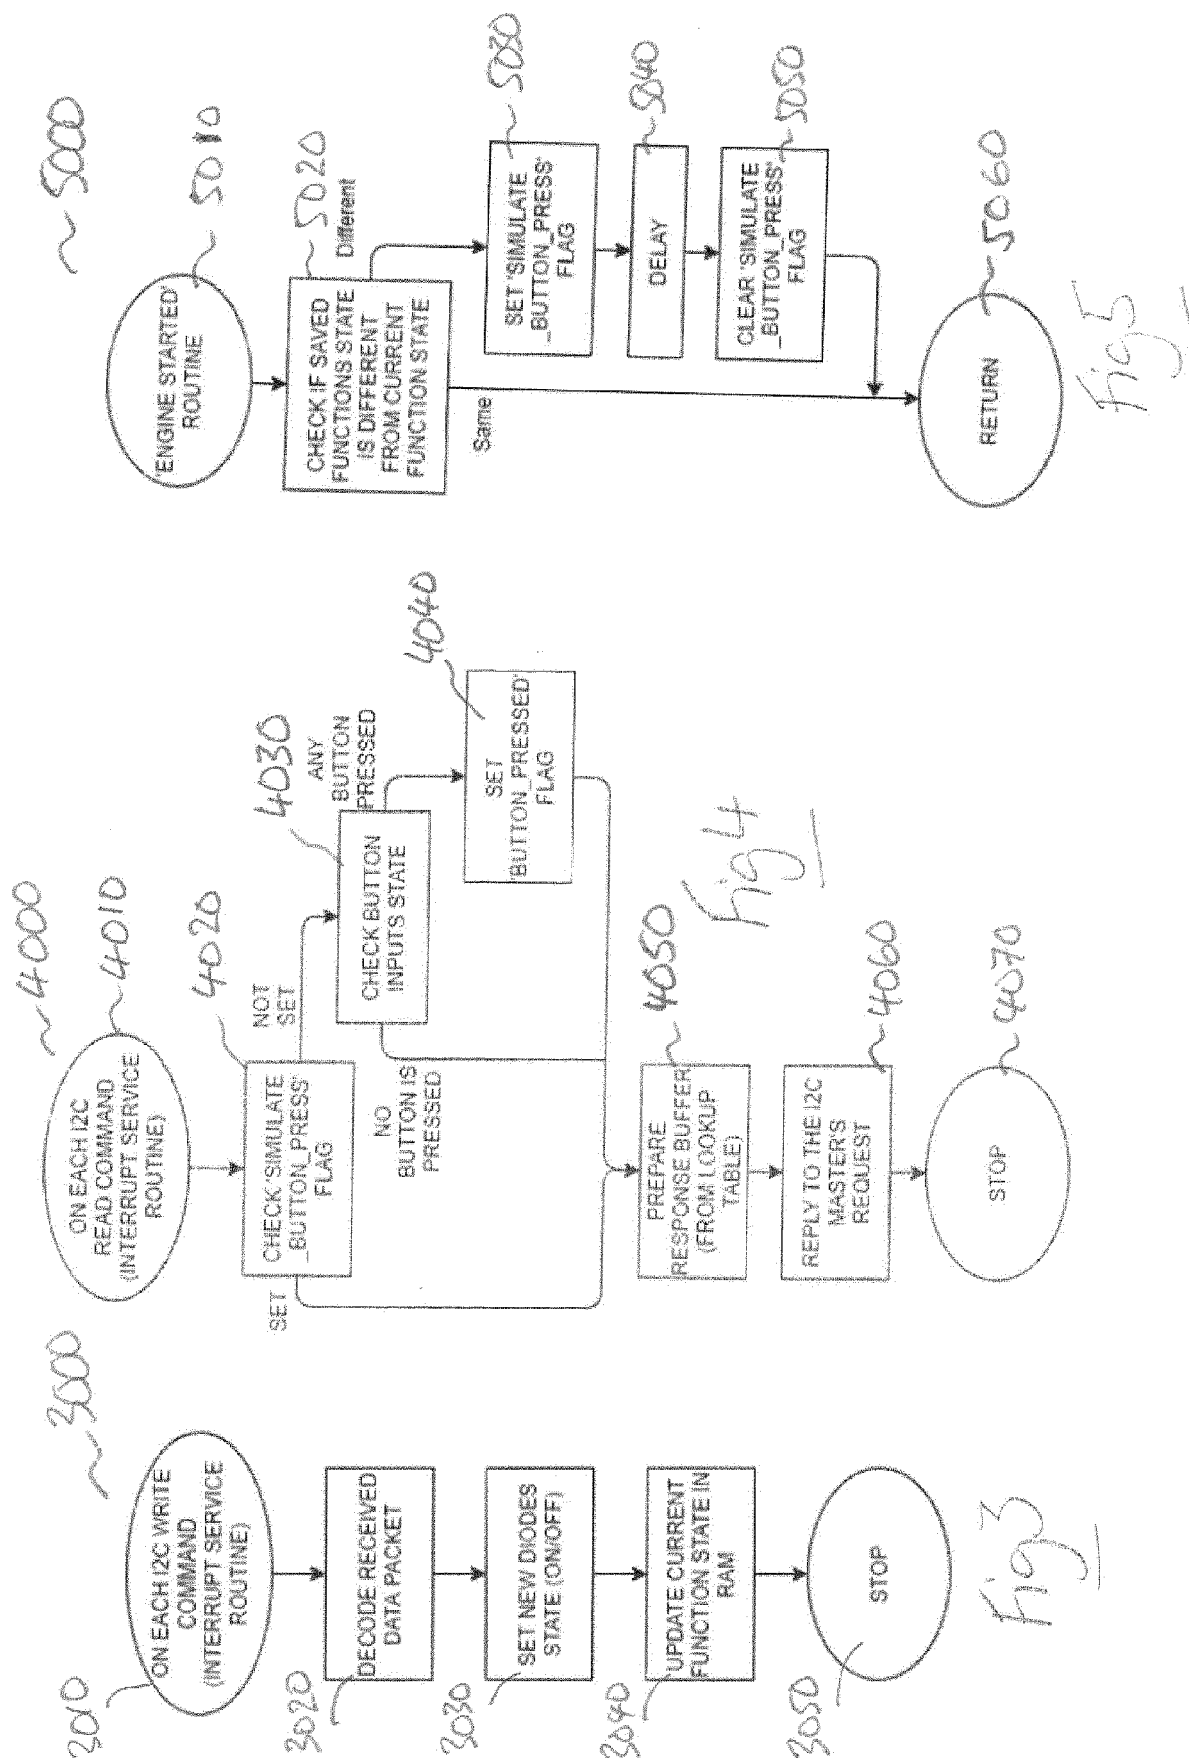 3000
3010
ON EACH I2C WRITE
COMMAND
(INTERRUPT SERVICE
ROUTINE)
3020
DECODE RECEIVED
DATA PACKET
3030
SET NEW DIODES
STATE (ON/OFF)
3040
UPDATE CURRENT
FUNCTION STATE IN
RAM
3050
STOP
Fig 3
4000
4010
ON EACH I2C
READ COMMAND
(INTERRUPT SERVICE
ROUTINE)
4020
CHECK 'SIMULATE
_BUTTON_PRESS'
FLAG
SET
NOT
SET
4030
CHECK BUTTON
INPUTS STATE
ANY
BUTTON
PRESSED
NO
BUTTON IS
PRESSED
4040
SET
'BUTTON_PRESSED'
FLAG
4050
PREPARE
RESPONSE BUFFER
(FROM LOOKUP
TABLE)
4060
REPLY TO THE I2C
MASTER'S
REQUEST
4070
STOP
Fig 4
5000
5010
'ENGINE STARTED'
ROUTINE
5020
CHECK IF SAVED
FUNCTIONS STATE
IS DIFFERENT
FROM CURRENT
FUNCTION STATE
Different
Same
5030
SET 'SIMULATE
_BUTTON_PRESS'
FLAG
5040
DELAY
5050
CLEAR 'SIMULATE
_BUTTON_PRESS'
FLAG
5060
RETURN
Fig 5